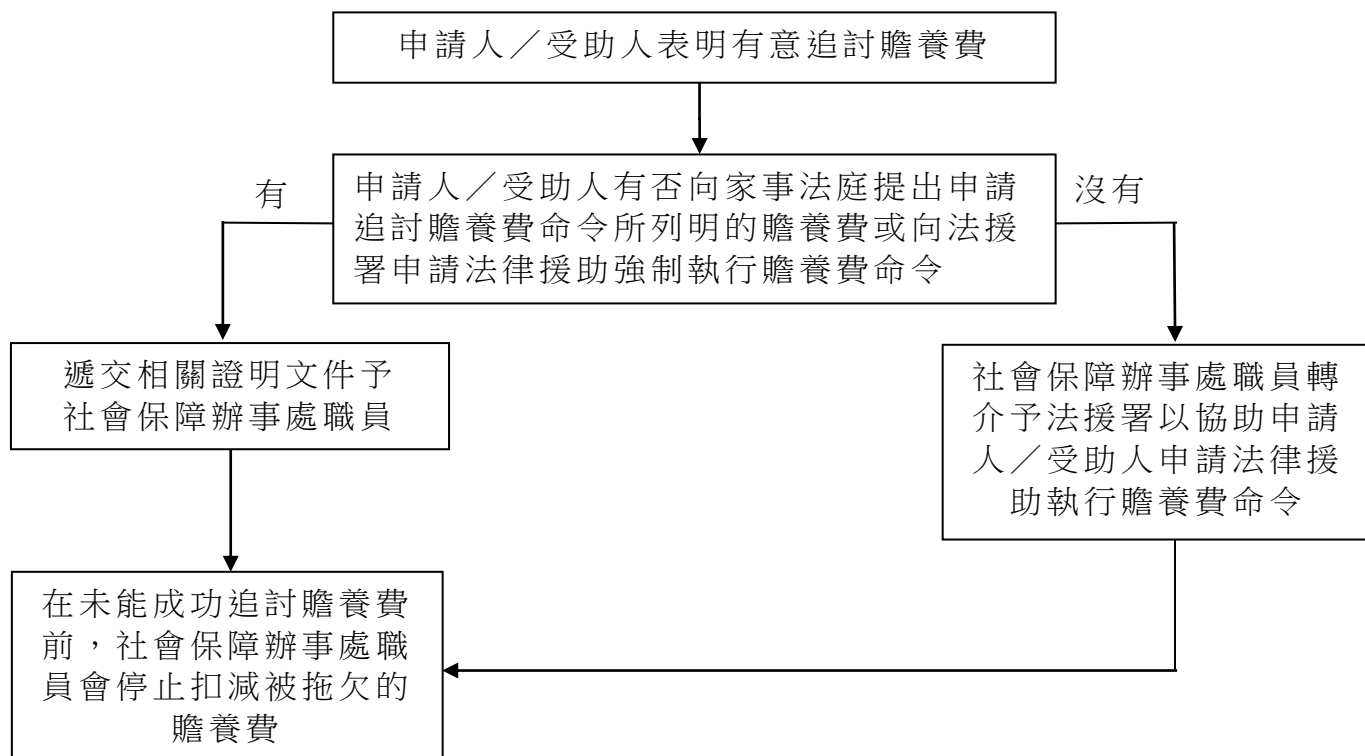 申請人／受助人表明有意追討贍養費
有
申請人／受助人有否向家事法庭提出申請
追討贍養費命令所列明的贍養費或向法援
署申請法律援助強制執行贍養費命令
沒有
遞交相關證明文件予
社會保障辦事處職員
社會保障辦事處職員轉
介予法援署以協助申請
人／受助人申請法律援
助執行贍養費命令
在未能成功追討贍養費
前，社會保障辦事處職
員會停止扣減被拖欠的
贍養費